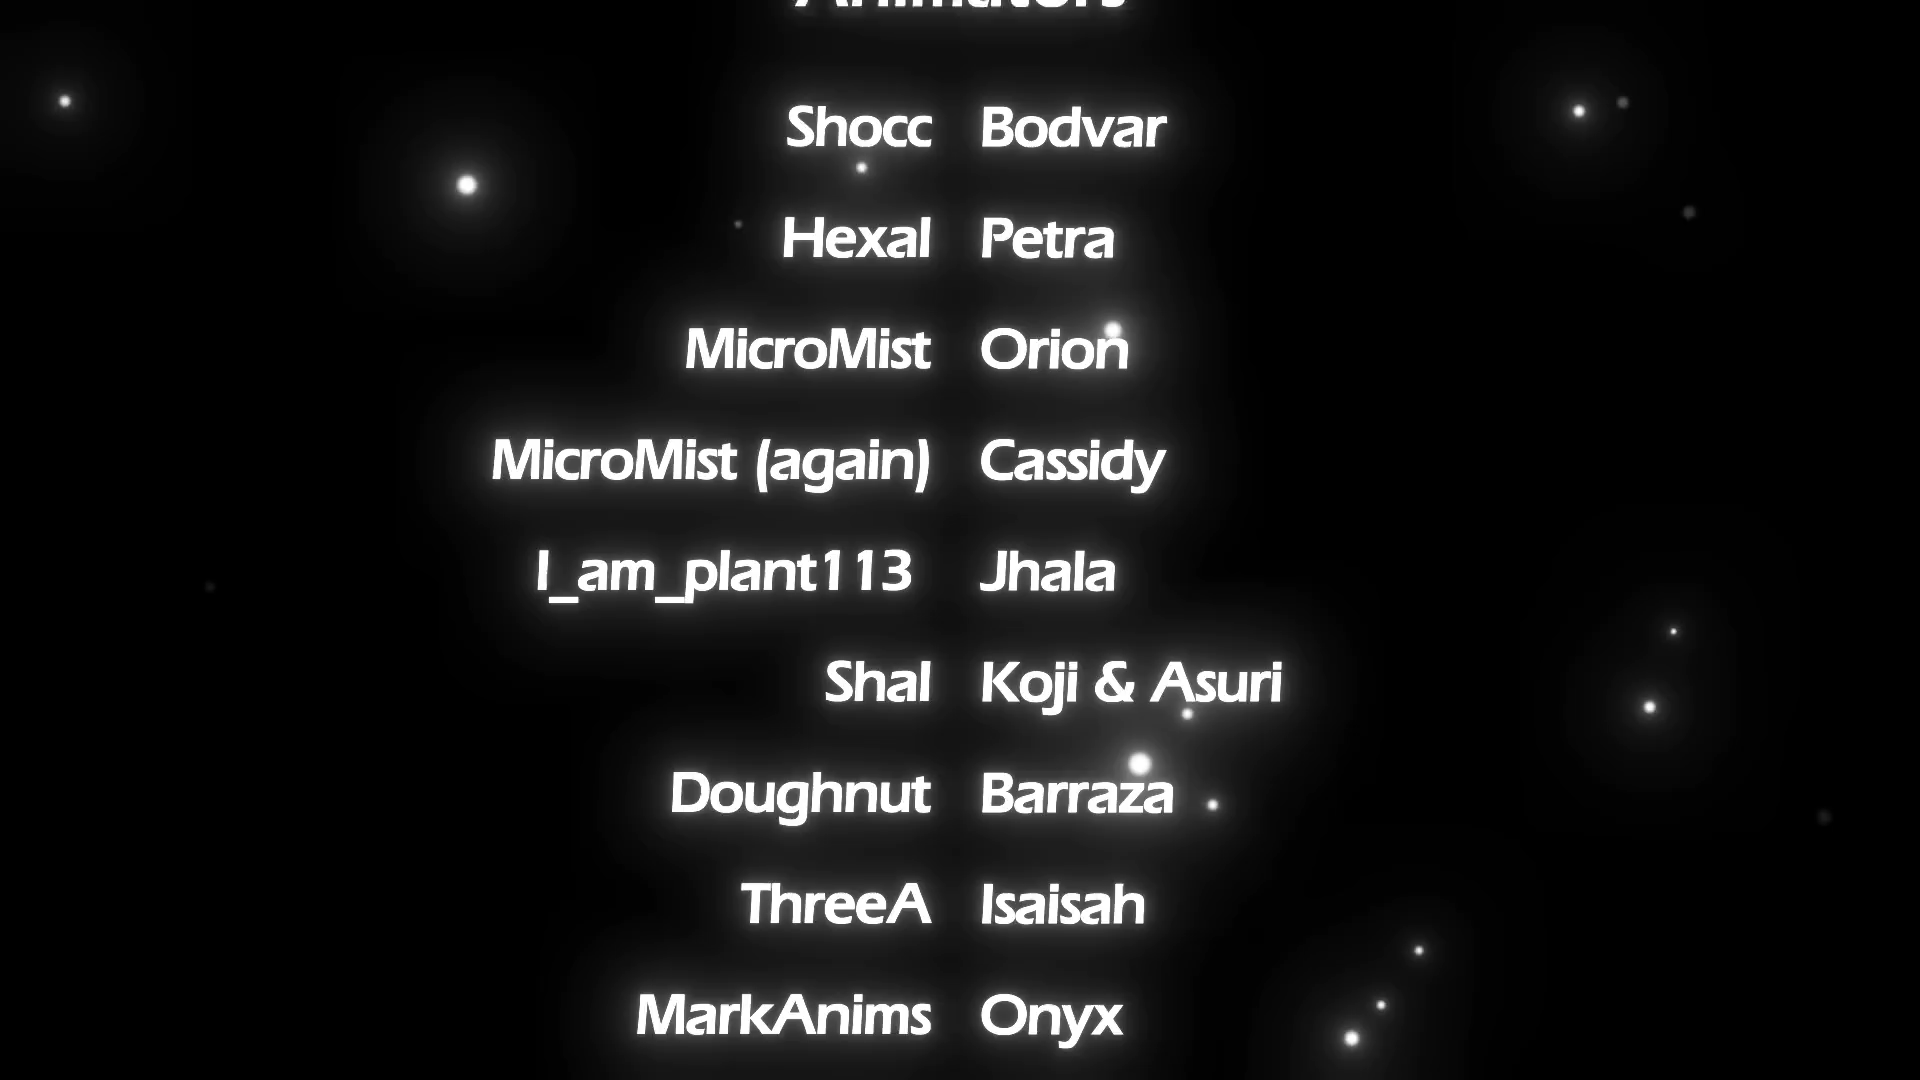 Animators
Shocc Bodvar
Hexal Petra
MicroMist Orion
MicroMist (again) Cassidy
I_am_plant113 Jhala
Shal Koji & Asuri
Doughnut Barraza
ThreeA Isaisah
MarkAnims Onyx